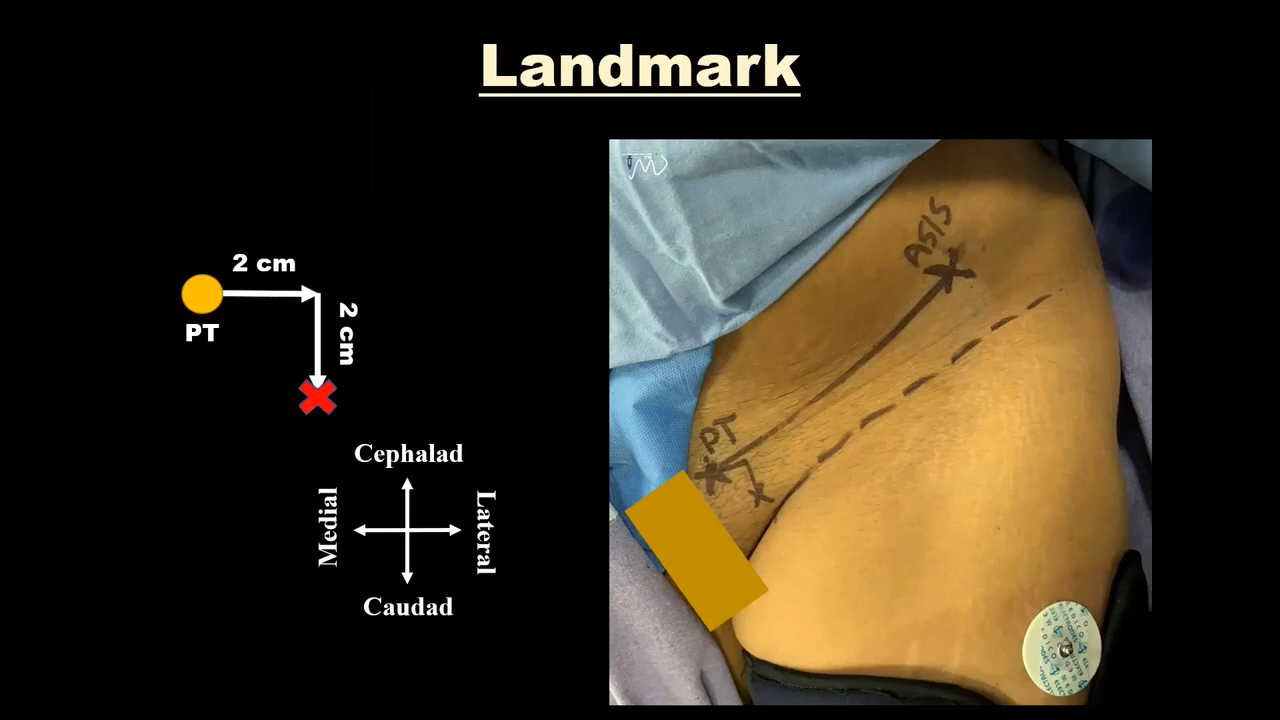 Landmark
2 cm
PT
2 cm
Cephalad
Medial
Lateral
Caudad
ASIS
PT